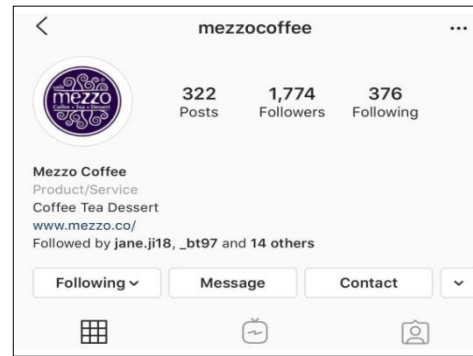 mezzocoffee
mezzo
Coffee • Tea • Dessert
322 1,774 376
Posts Followers Following
Mezzo Coffee
Product/Service
Coffee Tea Dessert
www.mezzo.co/
Followed by jane.ji18, _bt97 and 14 others
Following Message Contact